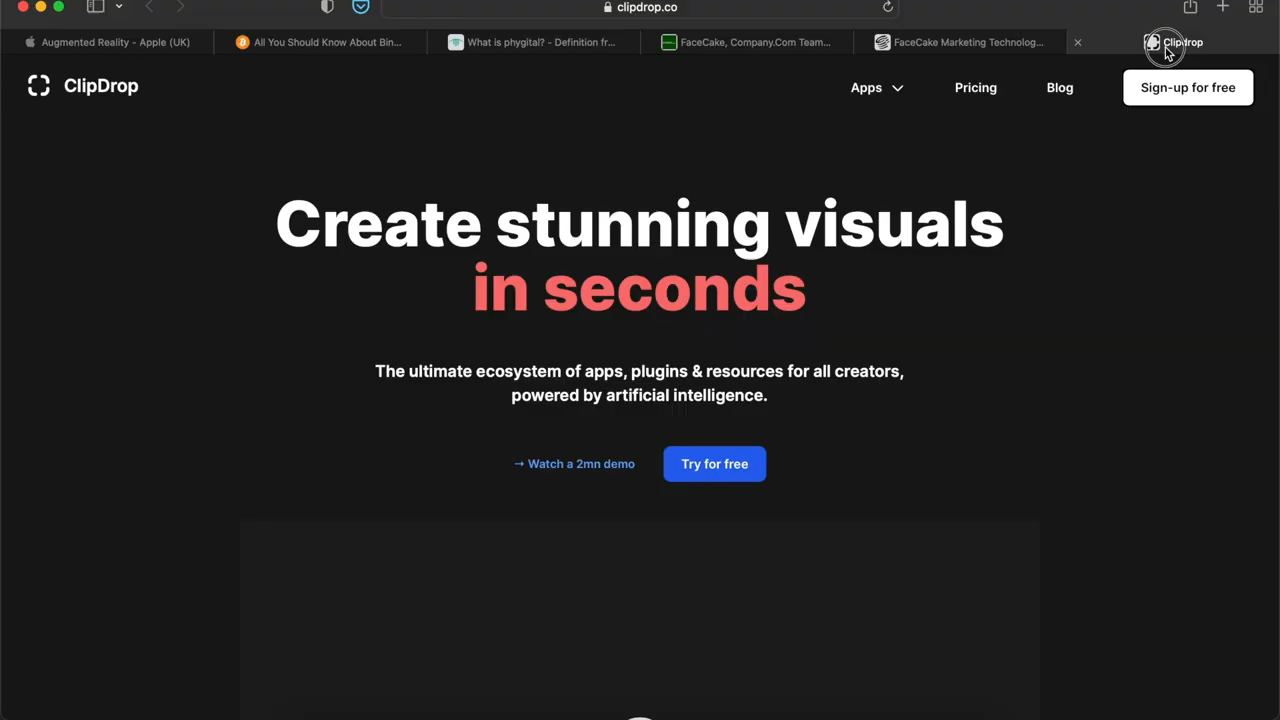 clipdrop.co
Augmented Reality - Apple (UK)
All You Should Know About Bin...
What is phygital? - Definition fr...
FaceCake, Company.Com Team...
FaceCake Marketing Technolog...
Clipdrop
ClipDrop
Apps
Pricing
Blog
Sign-up for free
Create stunning visuals
in seconds
The ultimate ecosystem of apps, plugins & resources for all creators,
powered by artificial intelligence.
→ Watch a 2mn demo
Try for free